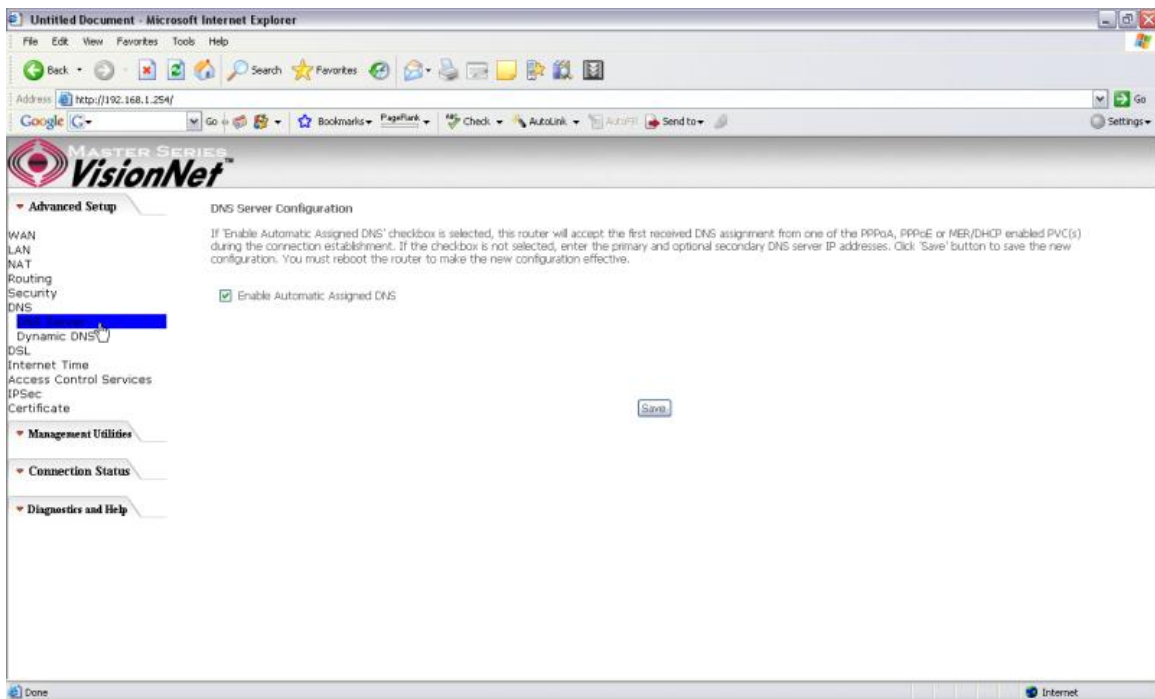 Untitled Document - Microsoft Internet Explorer
File Edit View Favorites Tools Help
Back Search Favorites
Address http://192.168.1.254/ Go
Google G Go Bookmarks PageRank Check AutoLink AutoFill Send to Settings
MASTER SERIES
VisionNet™
Advanced Setup
WAN
LAN
NAT
Routing
Security
DNS
DNS Server
Dynamic DNS
DSL
Internet Time
Access Control Services
IPSec
Certificate
Management Utilities
Connection Status
Diagnostics and Help
DNS Server Configuration
If 'Enable Automatic Assigned DNS' checkbox is selected, this router will accept the first received DNS assignment from one of the PPPoA, PPPoE or MER/DHCP enabled PVC(s)
during the connection establishment. If the checkbox is not selected, enter the primary and optional secondary DNS server IP addresses. Click 'Save' button to save the new
configuration. You must reboot the router to make the new configuration effective.
Enable Automatic Assigned DNS
Save
Done Internet